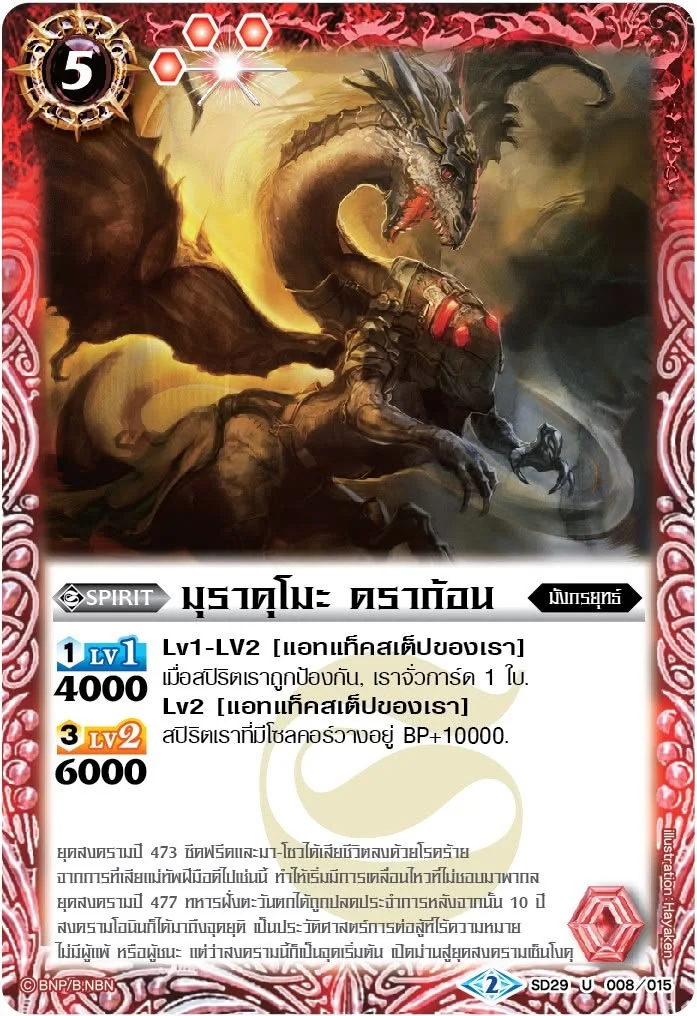 5
SPIRIT มุราคุโมะ ดราก้อน มังกรยุทธ์
1 LV1 4000
Lv1-LV2 [แอทแท็คสเต็ปของเรา]
เมื่อสปิริตเราถูกป้องกัน, เราจั่วการ์ด 1 ใบ.
Lv2 [แอทแท็คสเต็ปของเรา]
3 LV2 6000
สปิริตเราที่มีโซลคอร์วางอยู่ BP+10000.
ยุคสงครามปี 473 ซีดฟรีดและมา-โชวได้เสียชีวิตลงด้วยโรคร้าย
จากการที่เสียแม่ทัพฝีมือดีไปเช่นนี้ ทำให้เริ่มมีการเคลื่อนไหวที่ไม่ชอบมาพากล
ยุคสงครามปี 477 ทหารฝั่งตะวันตกได้ถูกปลดประจำการหลังจากนั้น 10 ปี
สงครามโอนินก็ได้มาถึงจุดยุติ เป็นประวัติศาสตร์การต่อสู้ที่ไร้ความหมาย
ไม่มีผู้แพ้ หรือผู้ชนะ แต่ว่าสงครามนี้ก็เป็นจุดเริ่มต้น เปิดม่านสู่ยุคสงครามเซ็นโงคุ
illustration:Hayaken
©BNP/B,NBN 2 SD29 U 008/015